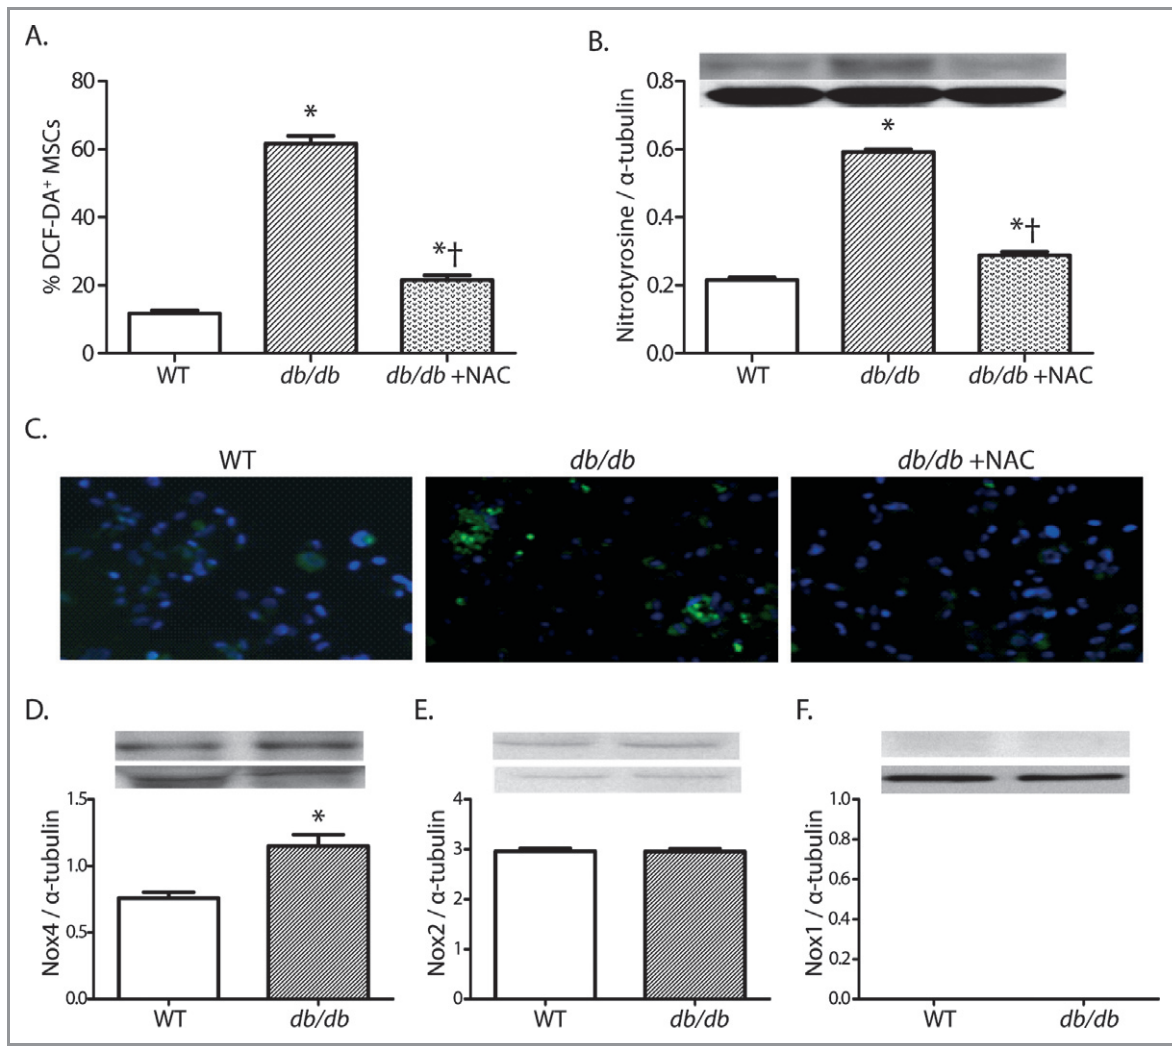 A.
% DCF-DA⁺ MSCs
80
60
40
20
0
*
*†
WT
db/db
db/db +NAC
B.
Nitrotyrosine / α-tubulin
0.8
0.6
0.4
0.2
0.0
*
*†
WT
db/db
db/db +NAC
C.
WT
db/db
db/db +NAC
D.
Nox4 / α-tubulin
1.5
1.0
0.5
0.0
*
WT
db/db
E.
Nox2 / α-tubulin
4
3
2
1
0
WT
db/db
F.
Nox1 / α-tubulin
1.0
0.8
0.6
0.4
0.2
0.0
WT
db/db